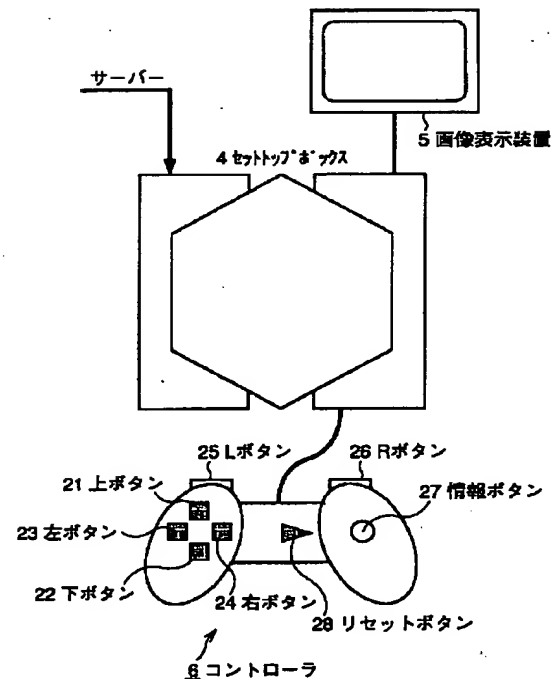 サーバー
5 画像表示装置
4 セットトップボックス
25 Lボタン
26 Rボタン
21 上ボタン
27 情報ボタン
23 左ボタン
22 下ボタン
24 右ボタン
28 リセットボタン
6 コントローラ